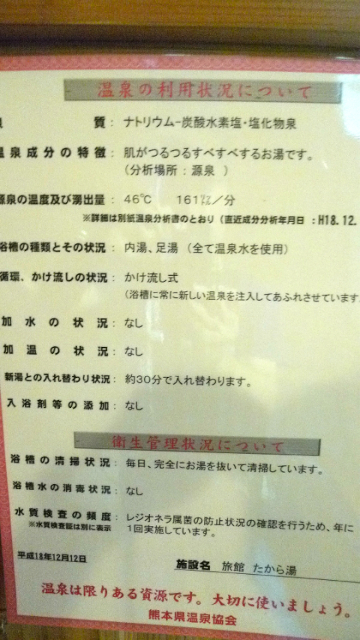 温泉の利用状況について
質： ナトリウム−炭酸水素塩・塩化物泉
温泉成分の特徴： 肌がつるつるすべすべするお湯です。
（分析場所：源泉 ）
源泉の温度及び湧出量： 46℃ 161㍑／分
※詳細は別紙温泉分析書のとおり（直近成分分析年月日 ：H18.12.
浴槽の種類とその状況： 内湯、足湯 （全て温泉水を使用）
循環、かけ流しの状況： かけ流し式
（浴槽に常に新しい温泉を注入してあふれさせています
加水の状況： なし
加温の状況： なし
新湯との入れ替わり状況： 約30分で入れ替わります。
入浴剤等の添加： なし
衛生管理状況について
浴槽の清掃状況： 毎日、完全にお湯を抜いて清掃しています。
浴槽水の消毒状況： なし
水質検査の頻度： レジオネラ属菌の防止状況の確認を行うため、年に
※水質検査証は別に表示 1回実施しています。
平成18年12月12日
施設名 旅館 たから湯
温泉は限りある資源です。大切に使いましょう。
熊本県温泉協会